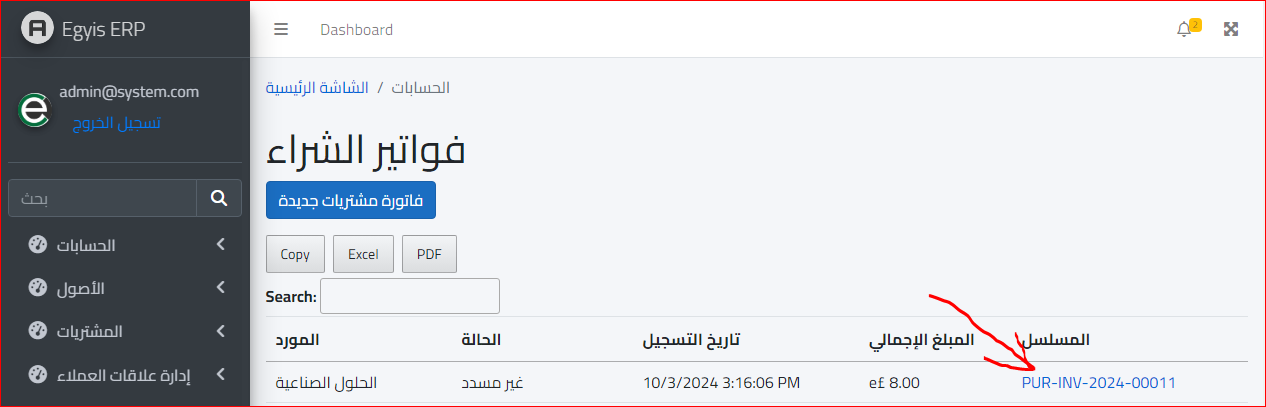 Egyis ERP
Dashboard
2
admin@system.com
تسجيل الخروج
بحث
الحسابات
الأصول
المشتريات
إدارة علاقات العملاء
الشاشة الرئيسية / الحسابات
فواتير الشراء
فاتورة مشتريات جديدة
Copy Excel PDF
Search:
المورد الحالة تاريخ التسجيل المبلغ الإجمالي المسلسل
الحلول الصناعية غير مسدد 10/3/2024 3:16:06 PM e£ 8.00 PUR-INV-2024-00011